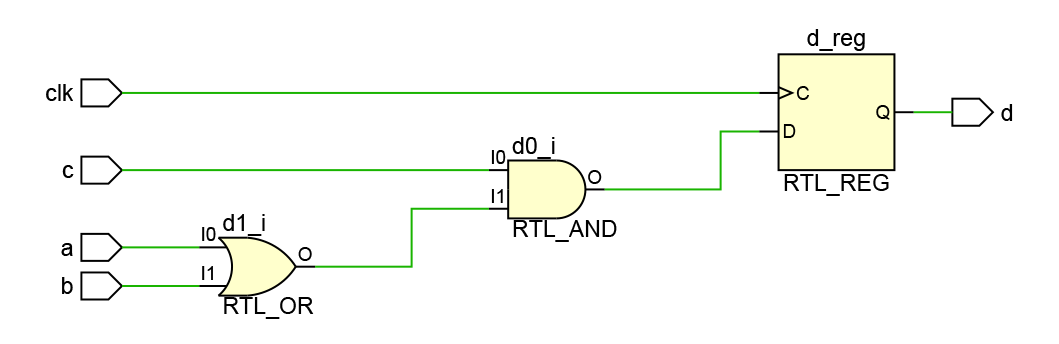 d_reg
clk
C
Q
d
D
RTL_REG
c
I0
d0_i
O
I1
RTL_AND
a
I0
d1_i
O
b
I1
RTL_OR